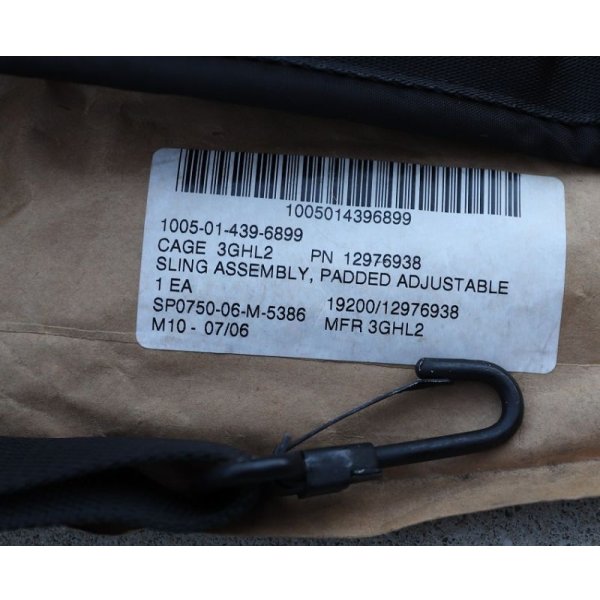 1005014396899
1005-01-439-6899
CAGE 3GHL2 PN 12976938
SLING ASSEMBLY, PADDED ADJUSTABLE
1 EA
SP0750-06-M-5386 19200/12976938
M10 - 07/06 MFR 3GHL2